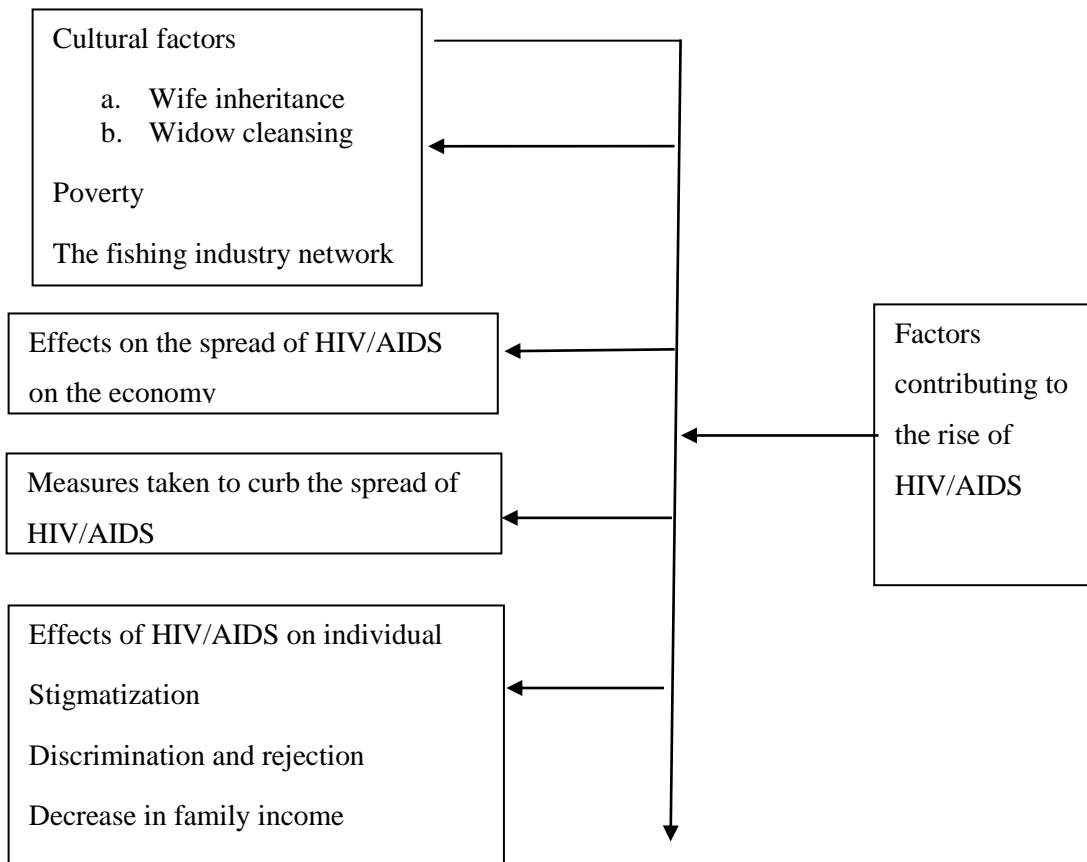 Cultural factors
a. Wife inheritance
b. Widow cleansing
Poverty
The fishing industry network
Effects on the spread of HIV/AIDS
on the economy
Measures taken to curb the spread of
HIV/AIDS
Effects of HIV/AIDS on individual
Stigmatization
Discrimination and rejection
Decrease in family income
Factors
contributing to
the rise of
HIV/AIDS